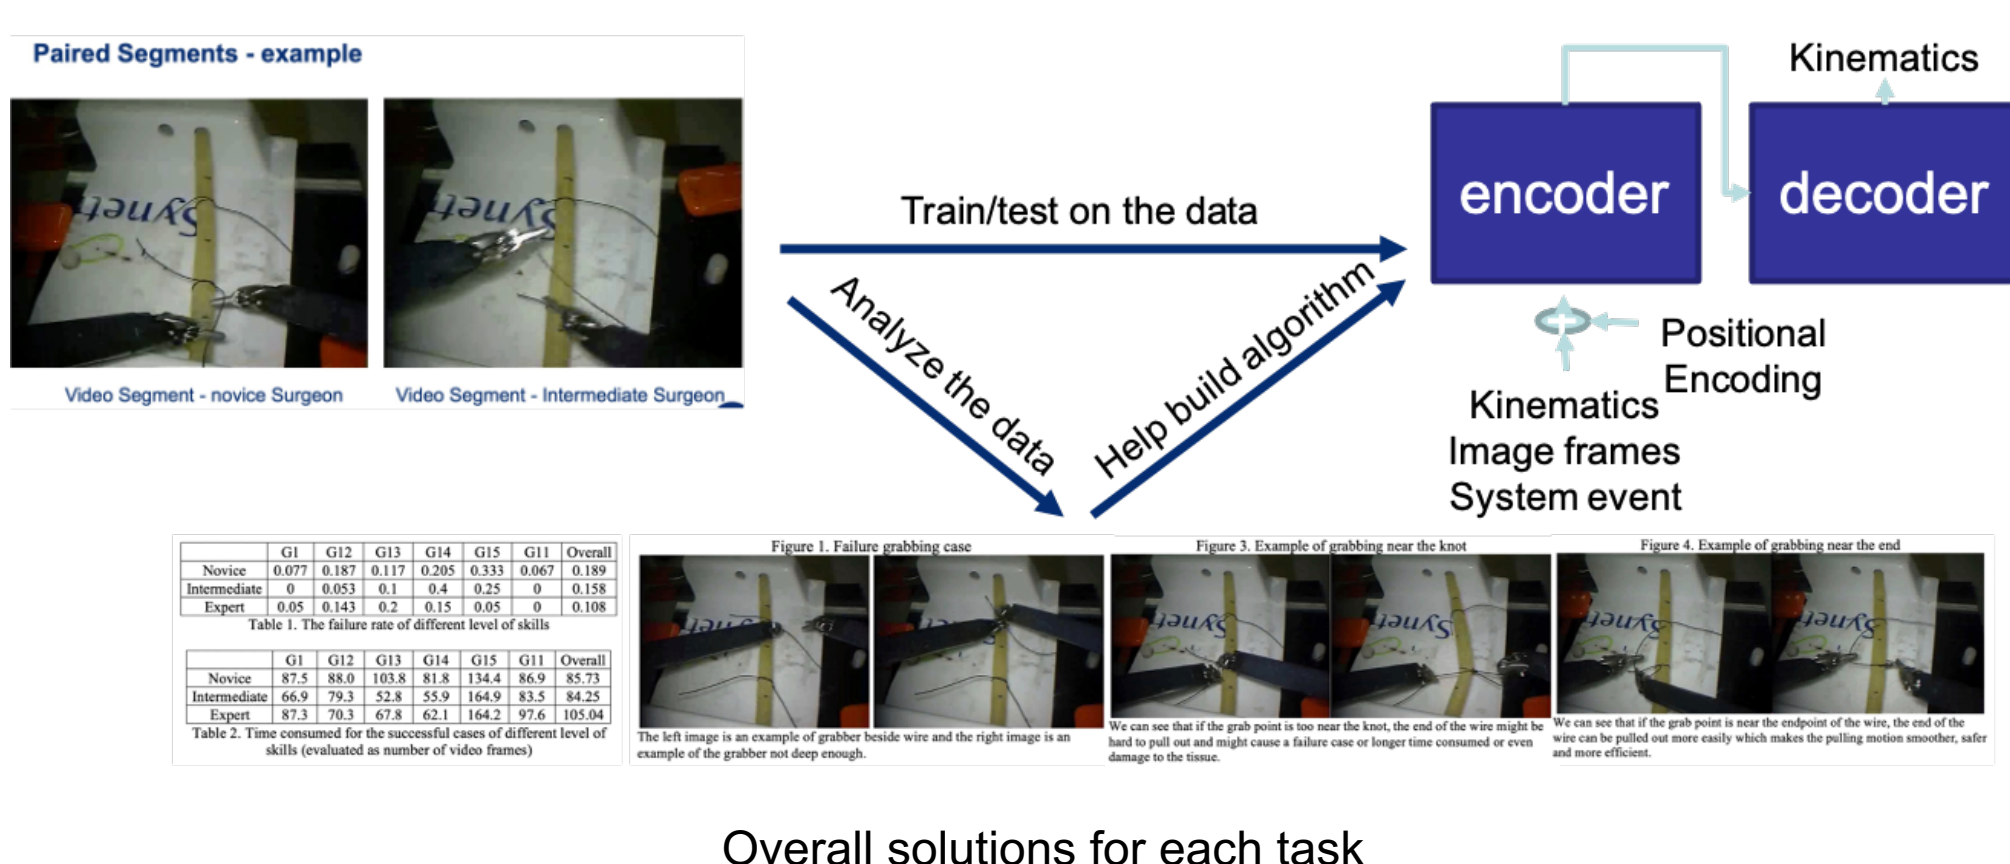 Paired Segments - example
Video Segment - novice Surgeon
Video Segment - Intermediate Surgeon
Train/test on the data
Analyze the data
Help build algorithm
Kinematics
encoder
decoder
Positional
Encoding
Kinematics
Image frames
System event
G1 G12 G13 G14 G15 G11 Overall
Novice 0.077 0.187 0.117 0.205 0.333 0.067 0.189
Intermediate 0 0.053 0.1 0.4 0.25 0 0.158
Expert 0.05 0.143 0.2 0.15 0.05 0 0.108
Table 1. The failure rate of different level of skills
G1 G12 G13 G14 G15 G11 Overall
Novice 87.5 88.0 103.8 81.8 134.4 86.9 85.73
Intermediate 66.9 79.3 52.8 55.9 164.9 83.5 84.25
Expert 87.3 70.3 67.8 62.1 164.2 97.6 105.04
Table 2. Time consumed for the successful cases of different level of
skills (evaluated as number of video frames)
Figure 1. Failure grabbing case
The left image is an example of grabber beside wire and the right image is an
example of the grabber not deep enough.
Figure 3. Example of grabbing near the knot
We can see that if the grab point is too near the knot, the end of the wire might be
hard to pull out and might cause a failure case or longer time consumed or even
damage to the tissue.
Figure 4. Example of grabbing near the end
We can see that if the grab point is near the endpoint of the wire, the end of the
wire can be pulled out more easily which makes the pulling motion smoother, safer
and more efficient.
Overall solutions for each task